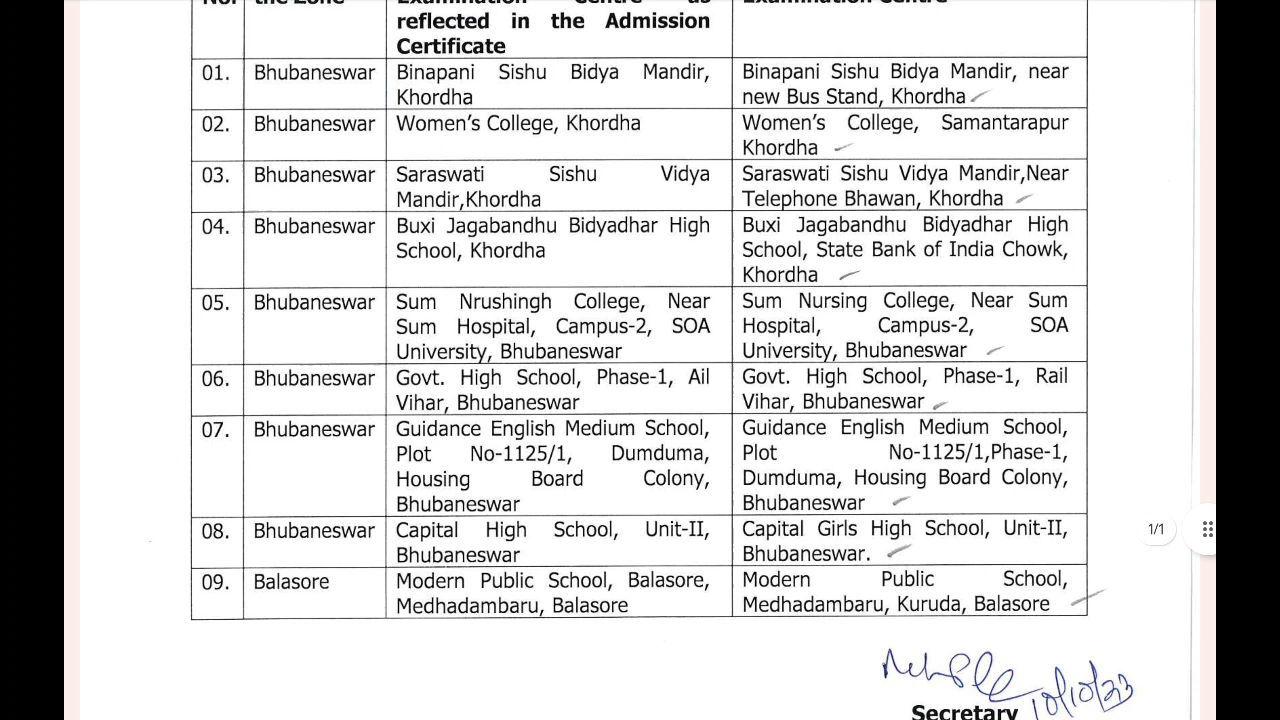 reflected in the Admission
Certificate
01. Bhubaneswar Binapani Sishu Bidya Mandir, Binapani Sishu Bidya Mandir, near
Khordha new Bus Stand, Khordha
02. Bhubaneswar Women's College, Khordha Women's College, Samantarapur
Khordha
03. Bhubaneswar Saraswati Sishu Vidya Saraswati Sishu Vidya Mandir,Near
Mandir,Khordha Telephone Bhawan, Khordha
04. Bhubaneswar Buxi Jagabandhu Bidyadhar High Buxi Jagabandhu Bidyadhar High
School, Khordha School, State Bank of India Chowk,
Khordha
05. Bhubaneswar Sum Nrushingh College, Near Sum Nursing College, Near Sum
Sum Hospital, Campus-2, SOA Hospital, Campus-2, SOA
University, Bhubaneswar University, Bhubaneswar
06. Bhubaneswar Govt. High School, Phase-1, Ail Govt. High School, Phase-1, Rail
Vihar, Bhubaneswar Vihar, Bhubaneswar
07. Bhubaneswar Guidance English Medium School, Guidance English Medium School,
Plot No-1125/1, Dumduma, Plot No-1125/1,Phase-1,
Housing Board Colony, Dumduma, Housing Board Colony,
Bhubaneswar Bhubaneswar
08. Bhubaneswar Capital High School, Unit-II, Capital Girls High School, Unit-II,
Bhubaneswar Bhubaneswar.
09. Balasore Modern Public School, Balasore, Modern Public School,
Medhadambaru, Balasore Medhadambaru, Kuruda, Balasore
1/1
10/10/23
Secretary